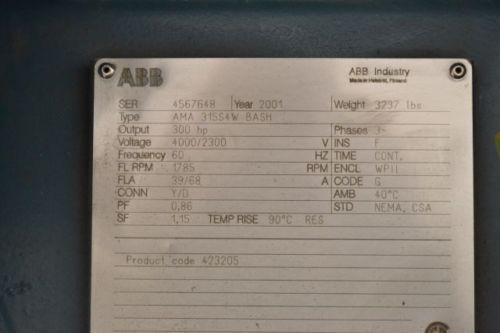 ABB
ABB Industry
Made in Helsinki, Finland
SER 4567648 Year 2001 Weight 3237 lbs
Type AMA 315S4W BASH
Output 300 hp Phases 3~
Voltage 4000/2300 V INS F
Frequency 60 HZ TIME CONT.
FL RPM 1785 RPM ENCL WPII
FLA 39/68 A CODE G
CONN Y/D AMB 40°C
PF 0,86 STD NEMA, CSA
SF 1,15 TEMP RISE 90°C RES
Product code 423205